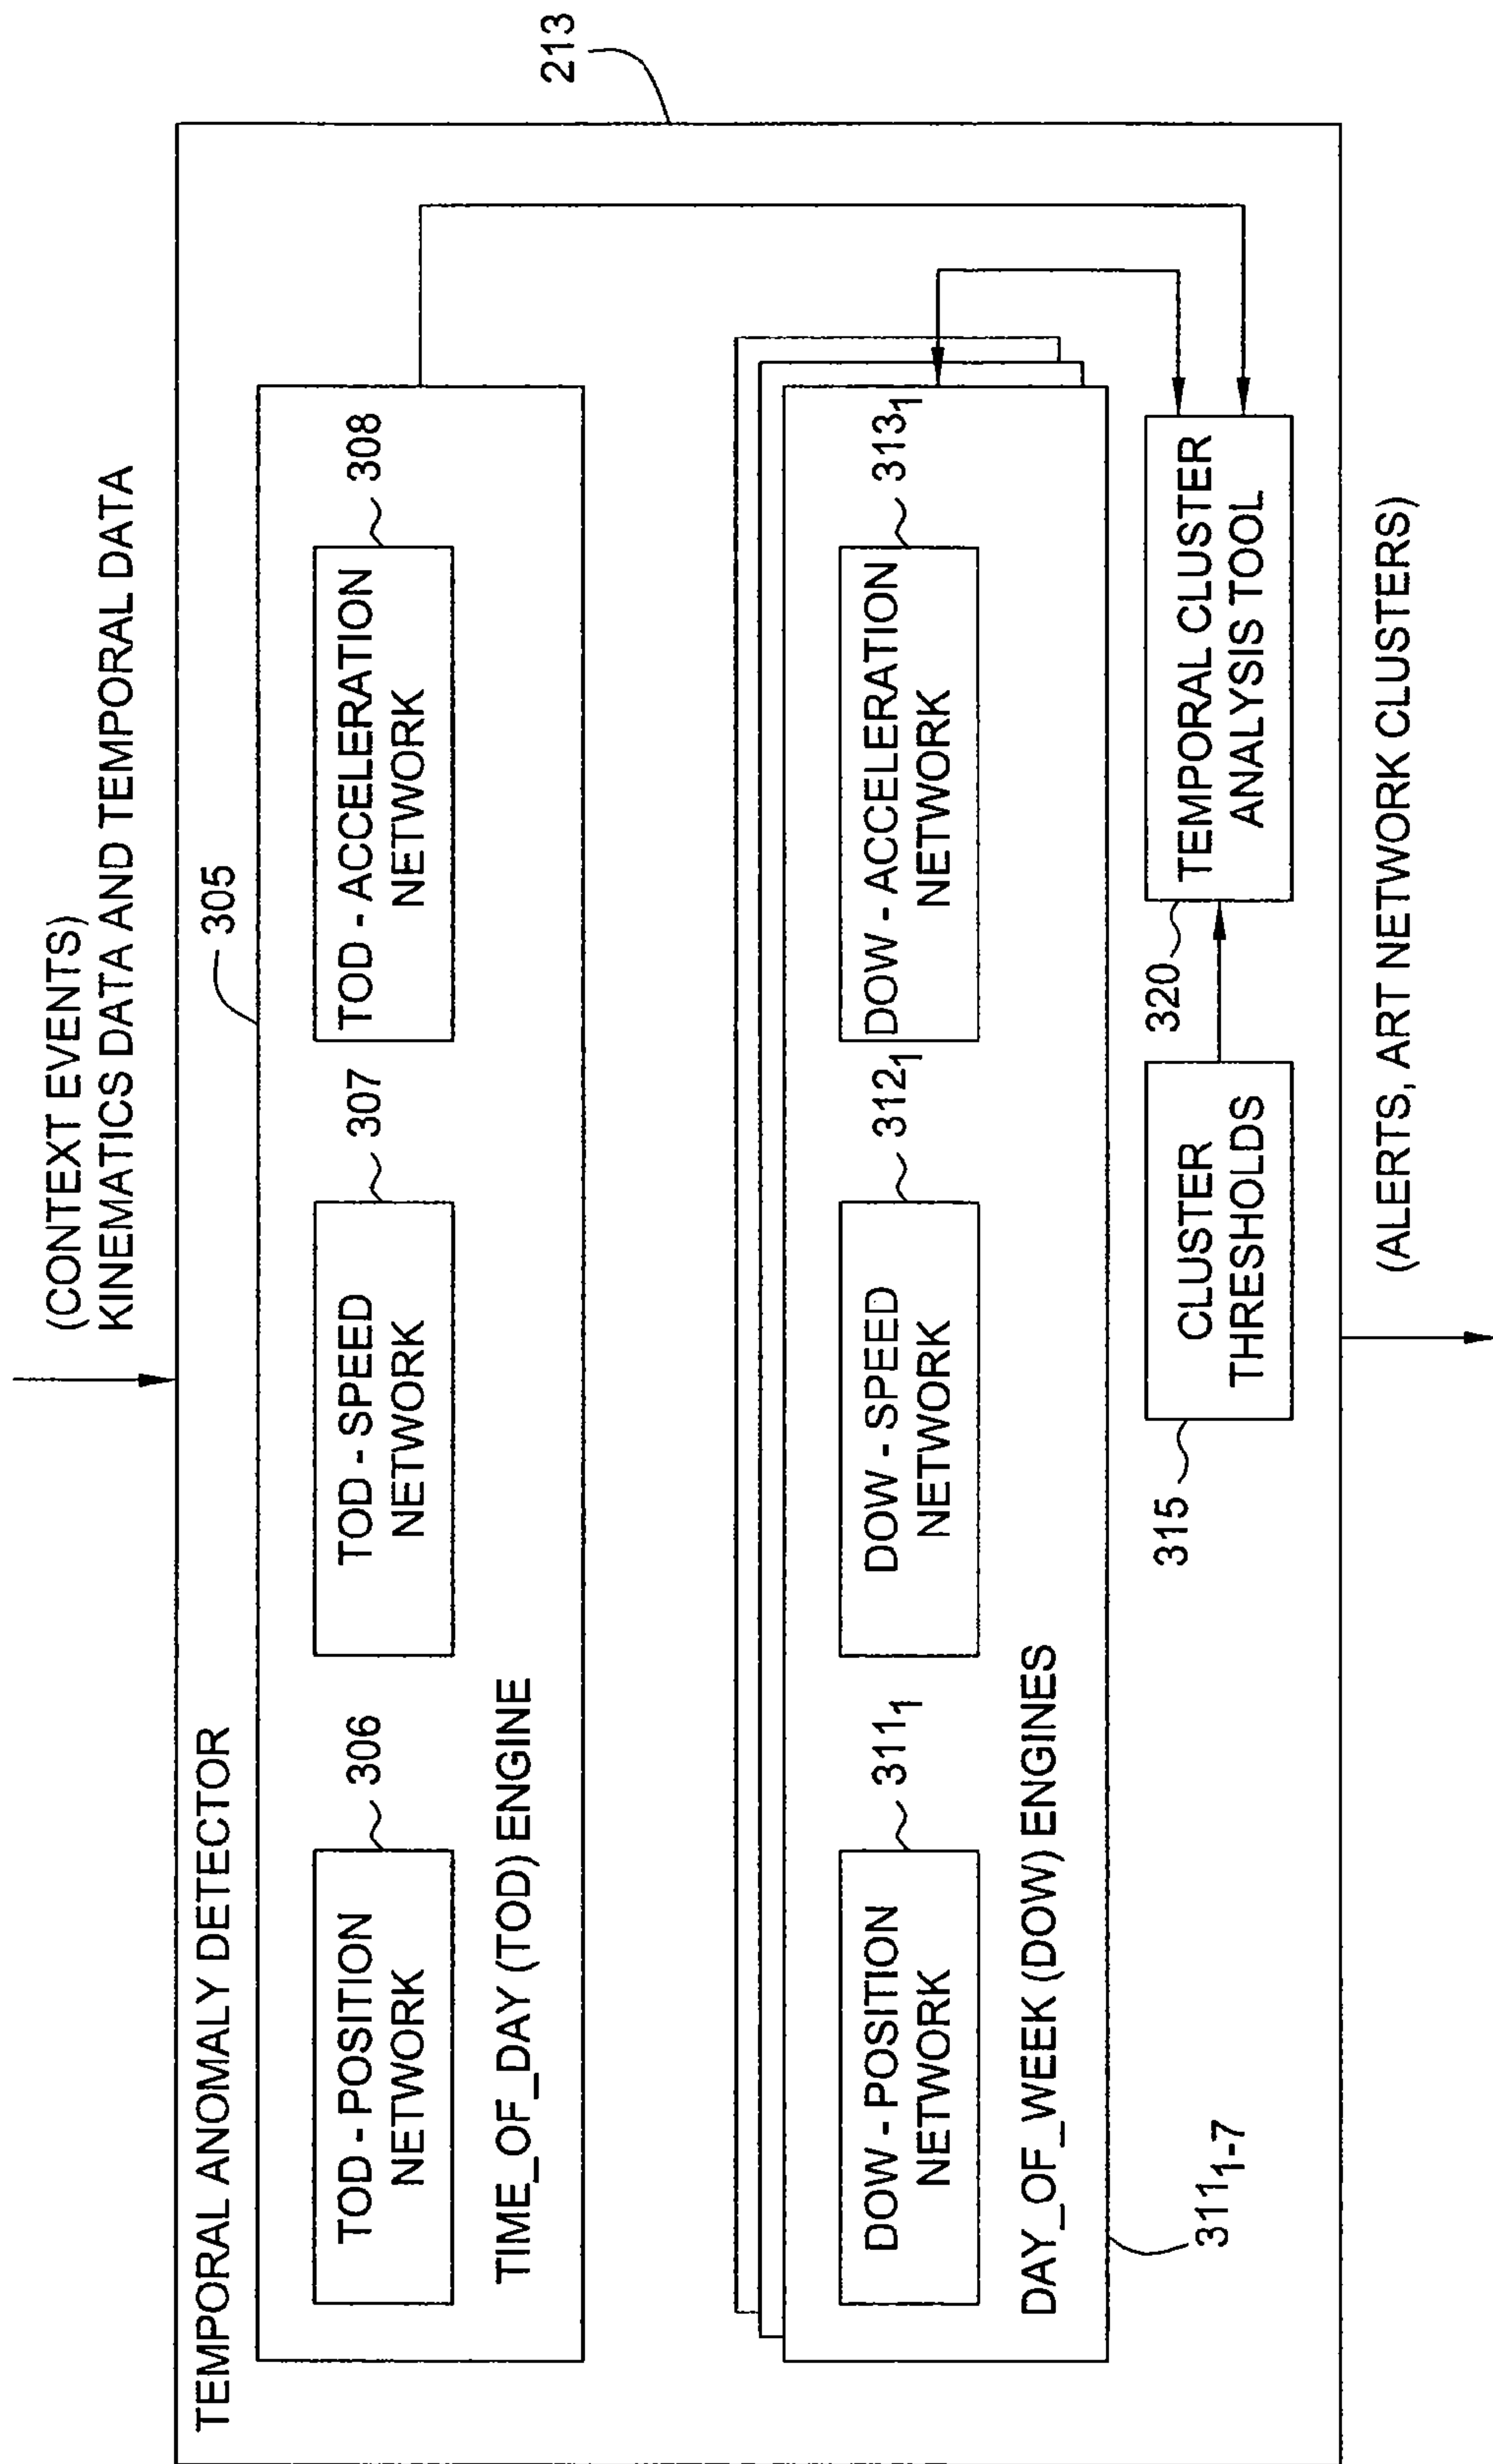 (CONTEXT EVENTS)
KINEMATICS DATA AND TEMPORAL DATA
213
TEMPORAL ANOMALY DETECTOR
305
TOD - POSITION
NETWORK
306
TOD - SPEED
NETWORK
307
TOD - ACCELERATION
NETWORK
308
TIME_OF_DAY (TOD) ENGINE
DOW - POSITION
NETWORK
311₁
DOW - SPEED
NETWORK
312₁
DOW - ACCELERATION
NETWORK
313₁
DAY_OF_WEEK (DOW) ENGINES
311₁₋₇
315
CLUSTER
THRESHOLDS
320
TEMPORAL CLUSTER
ANALYSIS TOOL
(ALERTS, ART NETWORK CLUSTERS)